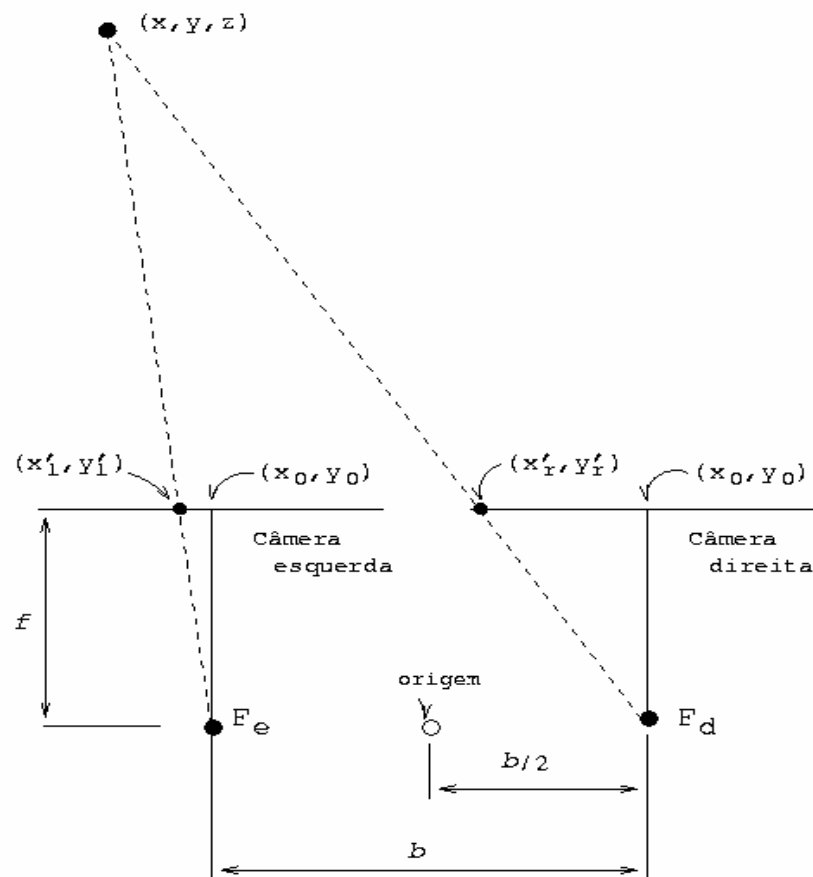 (x,y,z)
(x′l,y′l)
(x₀,y₀)
(x′r,y′r)
(x₀,y₀)
Câmera
esquerda
Câmera
direita
f
origem
Fe
Fd
b/2
b